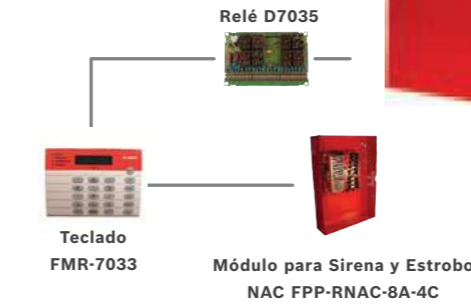 Relé D7035
Teclado
FMR-7033
Módulo para Sirena y Estrobo
NAC FPP-RNAC-8A-4C